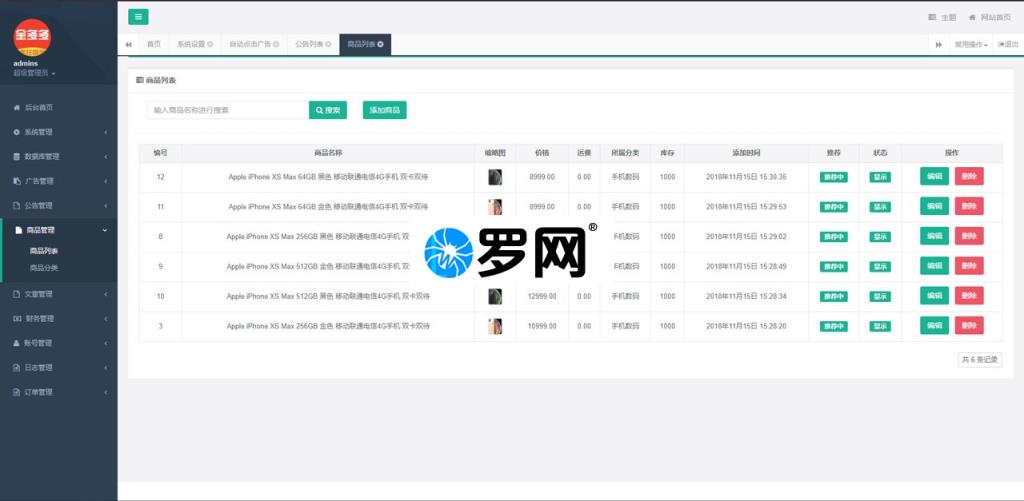 主题 网站首页
全多多
admins
超级管理员
首页 系统设置 自动点击广告 公告列表 商品列表 常用操作 退出
后台首页
系统管理
数据库管理
广告管理
公告管理
商品管理
商品列表
商品分类
文章管理
财务管理
账号管理
日志管理
订单管理
商品列表
输入商品名称进行搜索 搜索 添加商品
编号 商品名称 缩略图 价格 运费 所属分类 库存 添加时间 推荐 状态 操作
12 Apple iPhone XS Max 64GB 黑色 移动联通电信4G手机 双卡双待 8999.00 0.00 手机数码 1000 2018年11月15日 15:30:35 推荐中 显示 编辑 删除
11 Apple iPhone XS Max 64GB 金色 移动联通电信4G手机 双卡双待 8999.00 0.00 手机数码 1000 2018年11月15日 15:29:53 推荐中 显示 编辑 删除
8 Apple iPhone XS Max 256GB 黑色 移动联通电信4G手机 双 机数码 1000 2018年11月15日 15:29:02 推荐中 显示 编辑 删除
9 Apple iPhone XS Max 512GB 金色 移动联通电信4G手机 双 机数码 1000 2018年11月15日 15:28:49 推荐中 显示 编辑 删除
罗网®
10 Apple iPhone XS Max 512GB 金色 移动联通电信4G手机 双卡双待 12999.00 0.00 手机数码 1000 2018年11月15日 15:28:34 推荐中 显示 编辑 删除
3 Apple iPhone XS Max 256GB 金色 移动联通电信4G手机 双卡双待 10999.00 0.00 手机数码 1000 2018年11月15日 15:28:20 推荐中 显示 编辑 删除
共 6 条记录